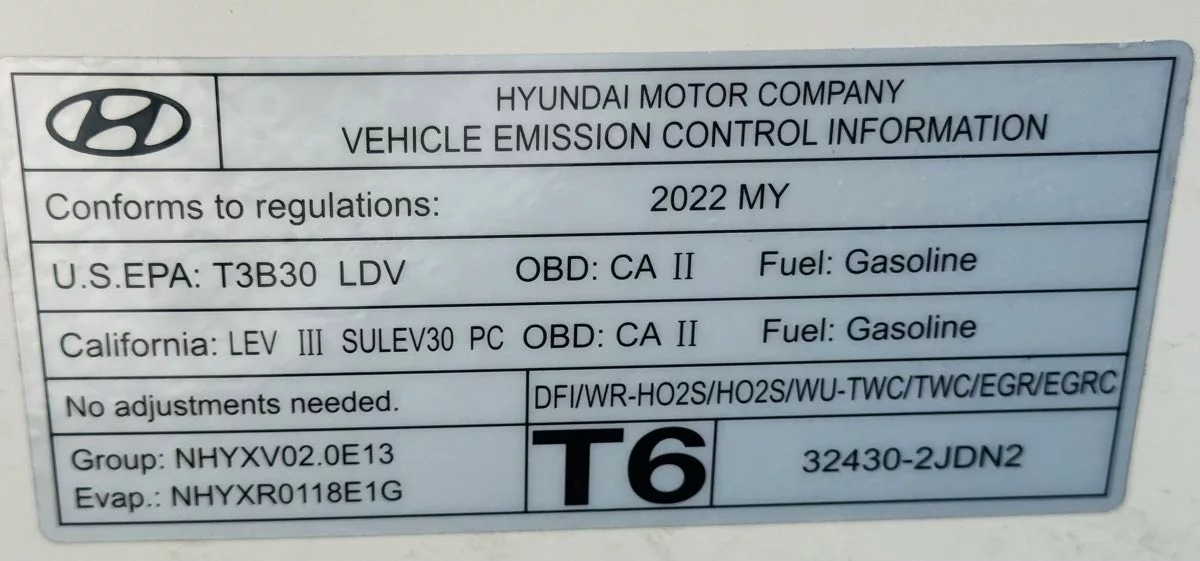 HYUNDAI MOTOR COMPANY
VEHICLE EMISSION CONTROL INFORMATION
Conforms to regulations: 2022 MY
U.S.EPA: T3B30 LDV OBD: CA II Fuel: Gasoline
California: LEV III SULEV30 PC OBD: CA II Fuel: Gasoline
No adjustments needed. DFI/WR-HO2S/HO2S/WU-TWC/TWC/EGR/EGRC
Group: NHYXV02.0E13
Evap.: NHYXR0118E1G
T6 32430-2JDN2